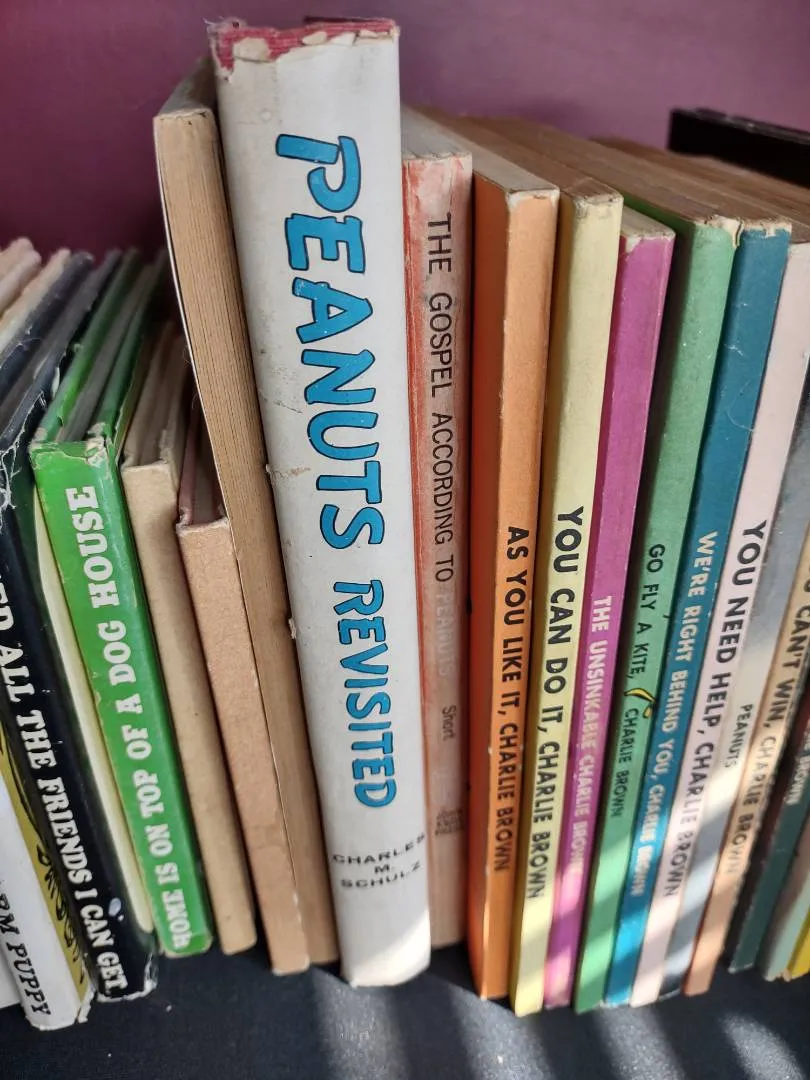 RM PUPPY
ED ALL THE FRIENDS I CAN GET
HOME IS ON TOP OF A DOG HOUSE
PEANUTS REVISITED
CHARLES
M.
SCHULZ
THE GOSPEL ACCORDING TO PEANUTS
Short
AS YOU LIKE IT, CHARLIE BROWN
YOU CAN DO IT, CHARLIE BROWN
THE UNSINKABLE CHARLIE BROWN
GO FLY A KITE, CHARLIE BROWN
WE'RE RIGHT BEHIND YOU, CHARLIE BROWN
YOU NEED HELP, CHARLIE BROWN
PEANUTS
CAN'T WIN, CHARLIE BROWN
BROWN